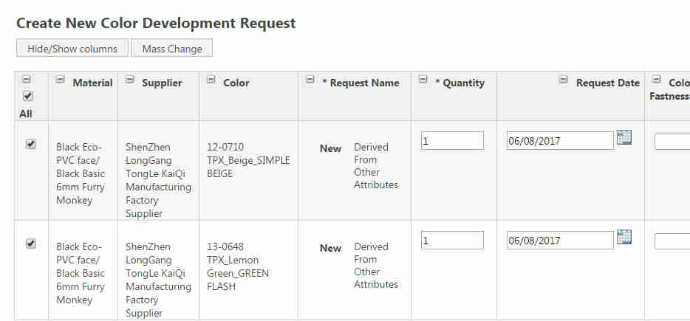 Create New Color Development Request
Hide/Show columns Mass Change
Material Supplier Color * Request Name * Quantity Request Date Colo
Fastness
All
Black Eco-
PVC face/
Black Basic
6mm Furry
Monkey
ShenZhen
LongGang
TongLe KaiQi
Manufacturing.
Factory
Supplier
12-0710
TPX_Beige_SIMPLE
BEIGE
New
Derived
From
Other
Attributes
1
06/08/2017
Black Eco-
PVC face/
Black Basic
6mm Furry
Monkey
ShenZhen
LongGang
TongLe KaiQi
Manufacturing.
Factory
Supplier
13-0648
TPX_Lemon
Green_GREEN
FLASH
New
Derived
From
Other
Attributes
1
06/08/2017